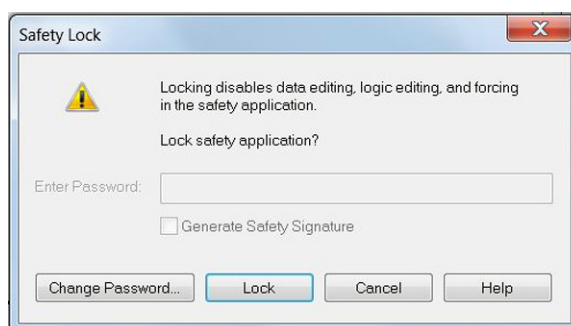 Safety Lock
Locking disables data editing, logic editing, and forcing
in the safety application.
Lock safety application?
Enter Password:
Generate Safety Signature
Change Password...
Lock
Cancel
Help